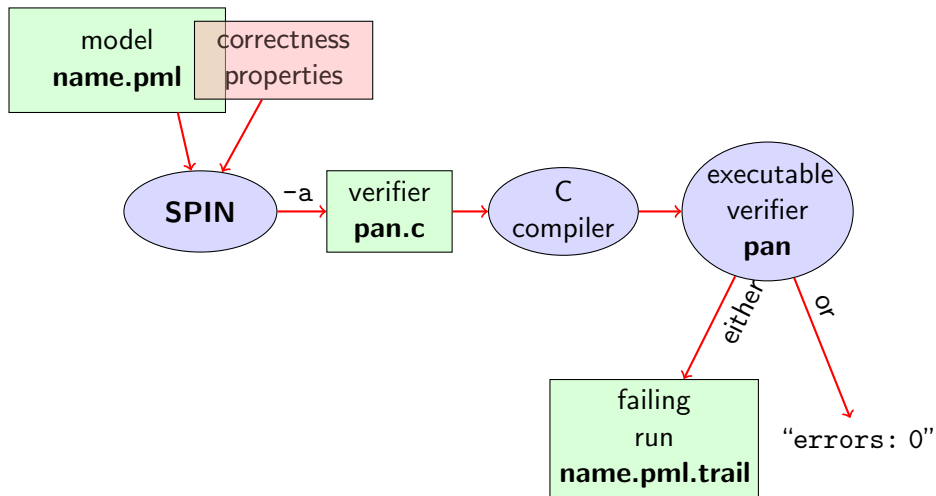 model
name.pml
correctness
properties
SPIN
-a
verifier
pan.c
C
compiler
executable
verifier
pan
either
or
failing
run
name.pml.trail
“errors: 0”